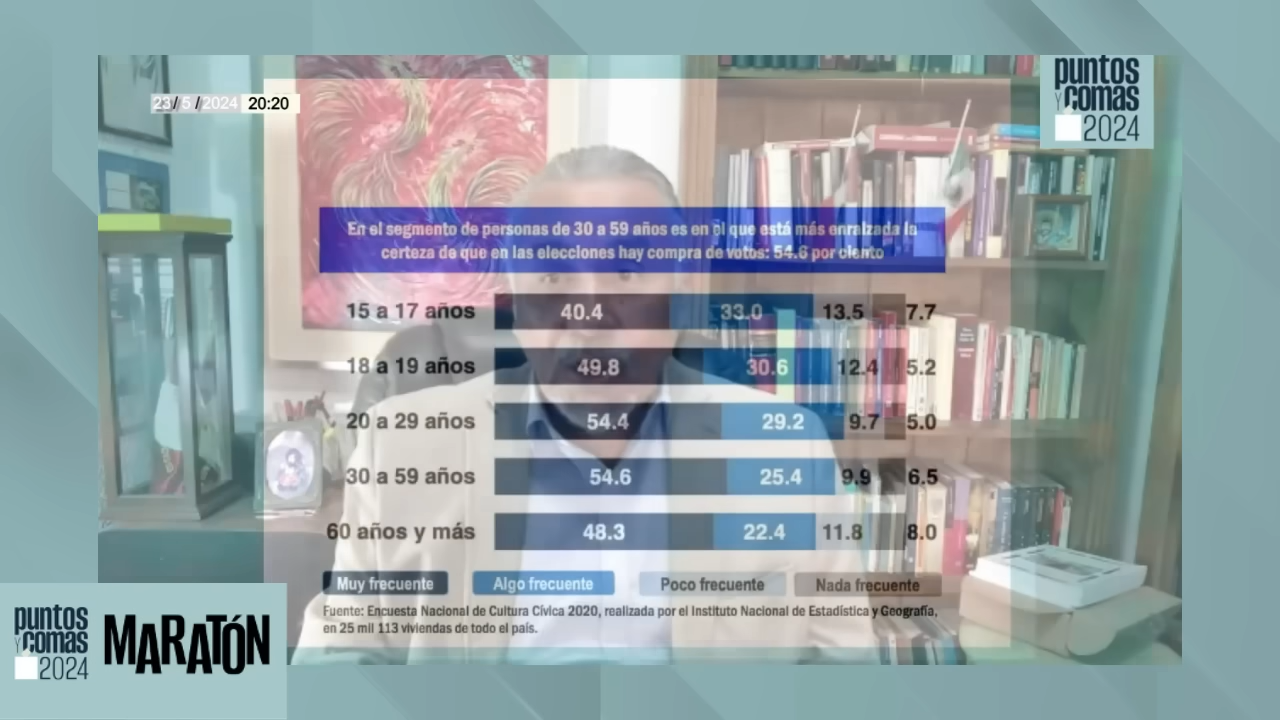 23/ 5 /2024 20:20
puntos
y comas
2024
En el segmento de personas de 30 a 59 años es en el que está más enraizada la
certeza de que en las elecciones hay compra de votos: 54.6 por ciento
15 a 17 años 40.4 33.0 13.5 7.7
18 a 19 años 49.8 30.6 12.4 5.2
20 a 29 años 54.4 29.2 9.7 5.0
30 a 59 años 54.6 25.4 9.9 6.5
60 años y más 48.3 22.4 11.8 8.0
Muy frecuente Algo frecuente Poco frecuente Nada frecuente
Fuente: Encuesta Nacional de Cultura Cívica 2020, realizada por el Instituto Nacional de Estadística y Geografía,
en 25 mil 113 viviendas de todo el país.
puntos
y comas
2024
MARATÓN